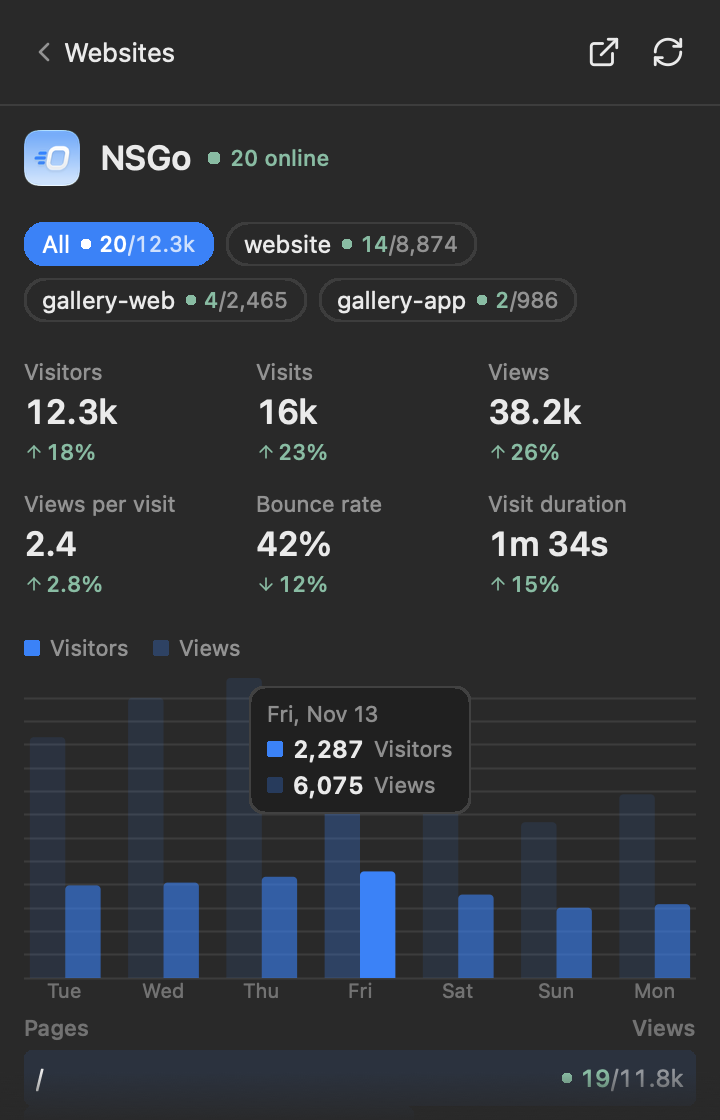 Websites
NSGo 20 online
All 20/12.3k website 14/8,874
gallery-web 4/2,465 gallery-app 2/986
Visitors Visits Views
12.3k 16k 38.2k
↑ 18% ↑ 23% ↑ 26%
Views per visit Bounce rate Visit duration
2.4 42% 1m 34s
↑ 2.8% ↓ 12% ↑ 15%
Visitors Views
Fri, Nov 13
2,287 Visitors
6,075 Views
Tue Wed Thu Fri Sat Sun Mon
Pages Views
/ 19/11.8k